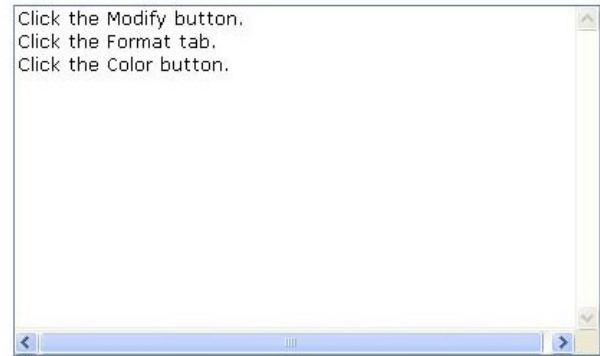 Click the Modify button.
Click the Format tab.
Click the Color button.